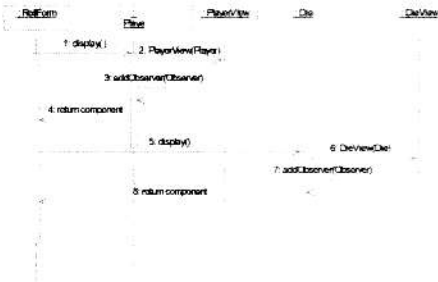 : RollForm
: Player
: PlayerView
: Die
: DieView
1: display()
2: PlayerView(Player)
3: addObserver(Observer)
4: return component
5: display()
6: DieView(Die)
7: addObserver(Observer)
8: return component